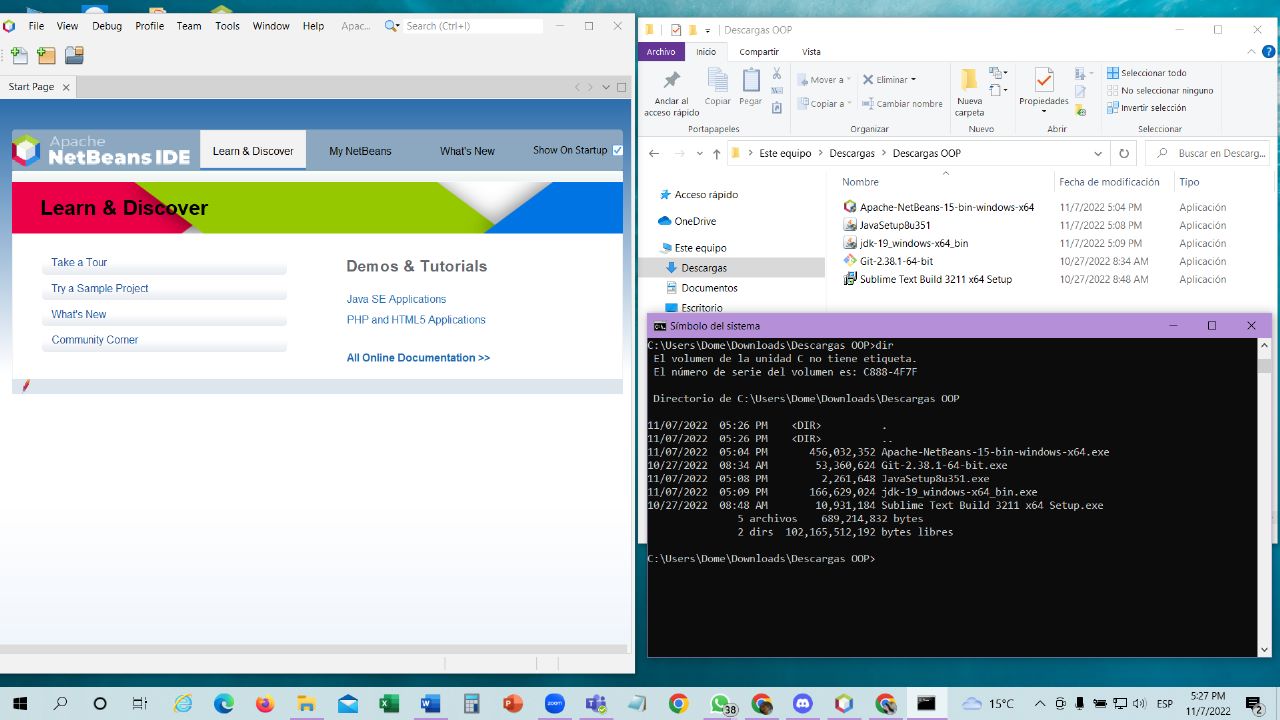 File View Debug Profile Team Tools Window Help Apac... Search (Ctrl+I)
Start Page
Apache
NetBeans IDE
Learn & Discover My NetBeans What's New Show On Startup
Learn & Discover
Take a Tour
Try a Sample Project
What's New
Community Corner
Demos & Tutorials
Java SE Applications
PHP and HTML5 Applications
All Online Documentation >>
Descargas OOP
Archivo Inicio Compartir Vista
Anclar al acceso rápido
Copiar
Pegar
Portapapeles
Mover a
Copiar a
Eliminar
Cambiar nombre
Organizar
Nueva carpeta
Nuevo
Propiedades
Abrir
Seleccionar todo
No seleccionar ninguno
Invertir selección
Seleccionar
Este equipo > Descargas > Descargas OOP
Buscar en Descarg...
Acceso rápido
OneDrive
Este equipo
Descargas
Documentos
Escritorio
Nombre Fecha de modificación Tipo
Apache-NetBeans-15-bin-windows-x64 11/7/2022 5:04 PM Aplicación
JavaSetup8u351 11/7/2022 5:08 PM Aplicación
jdk-19_windows-x64_bin 11/7/2022 5:09 PM Aplicación
Git-2.38.1-64-bit 10/27/2022 8:34 AM Aplicación
Sublime Text Build 3211 x64 Setup 10/27/2022 8:48 AM Aplicación
Símbolo del sistema
C:\Users\Dome\Downloads\Descargas OOP>dir
El volumen de la unidad C no tiene etiqueta.
El número de serie del volumen es: C888-4F7F
Directorio de C:\Users\Dome\Downloads\Descargas OOP
11/07/2022 05:26 PM <DIR> .
11/07/2022 05:26 PM <DIR> ..
11/07/2022 05:04 PM 456,032,352 Apache-NetBeans-15-bin-windows-x64.exe
10/27/2022 08:34 AM 53,360,624 Git-2.38.1-64-bit.exe
11/07/2022 05:08 PM 2,261,648 JavaSetup8u351.exe
11/07/2022 05:09 PM 166,629,024 jdk-19_windows-x64_bin.exe
10/27/2022 08:48 AM 10,931,184 Sublime Text Build 3211 x64 Setup.exe
5 archivos 689,214,832 bytes
2 dirs 102,165,512,192 bytes libres
C:\Users\Dome\Downloads\Descargas OOP>
zoom
38
15°C
ESP
5:27 PM
11/7/2022
2